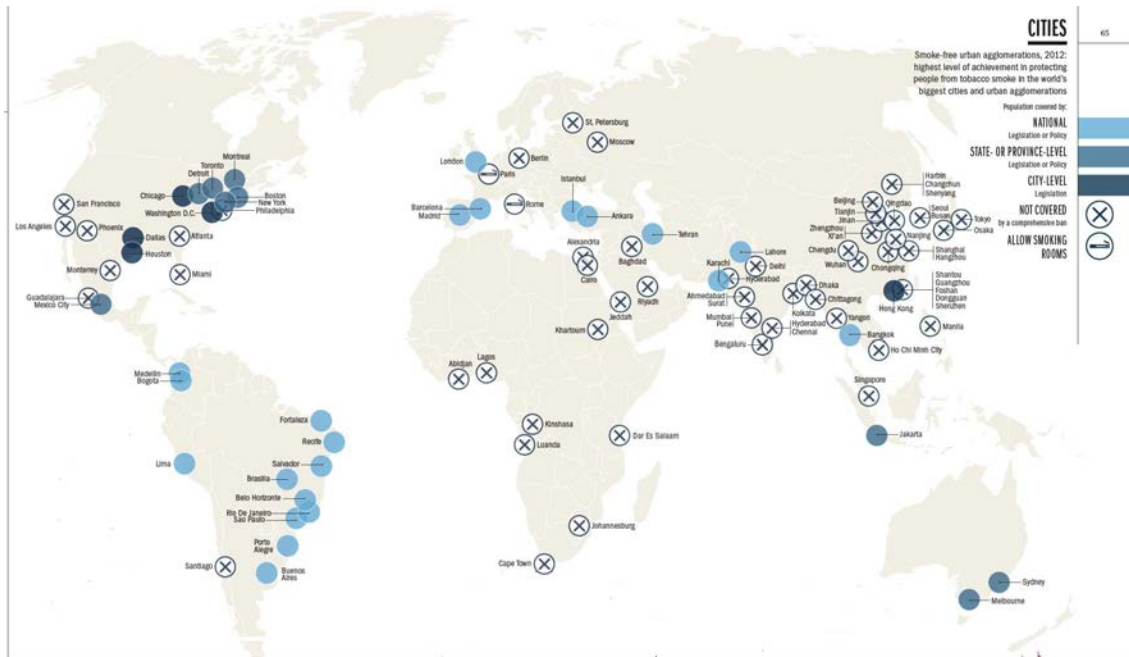 CITIES
65
Smoke-free urban agglomerations, 2012:
highest level of achievement in protecting
people from tobacco smoke in the world's
biggest cities and urban agglomerations
Population covered by:
NATIONAL
Legislation or Policy
STATE- OR PROVINCE-LEVEL
Legislation or Policy
CITY-LEVEL
Legislation
NOT COVERED
by a comprehensive ban
ALLOW SMOKING
ROOMS
Montreal
Toronto
Detroit
Chicago
Boston
New York
Philadelphia
Washington D.C.
San Francisco
Los Angeles
Phoenix
Dallas
Houston
Atlanta
Monterrey
Miami
Guadalajara
Mexico City
Medellin
Bogota
Lima
Fortaleza
Recife
Salvador
Brasilia
Belo Horizonte
Rio De Janeiro
Sao Paulo
Porto
Alegre
Santiago
Buenos
Aires
St. Petersburg
Moscow
London
Berlin
Paris
Istanbul
Barcelona
Madrid
Rome
Ankara
Tehran
Alexandria
Cairo
Baghdad
Riyadh
Jeddah
Khartoum
Abidjan
Lagos
Kinshasa
Luanda
Dar Es Salaam
Johannesburg
Cape Town
Karachi
Lahore
Delhi
Hyderabad
Ahmedabad
Surat
Mumbai
Punei
Hyderabad
Chennai
Bengaluru
Kolkata
Dhaka
Chittagong
Yangon
Bangkok
Ho Chi Minh City
Singapore
Jakarta
Manila
Harbin
Changchun
Shenyang
Beijing
Qingdao
Tianjin
Jinan
Zhengzhou
Xi'an
Seoul
Busan
Tokyo
Osaka
Nanjing
Chengdu
Wuhan
Chongqing
Shanghai
Hangzhou
Shantou
Guangzhou
Foshan
Dongguan
Shenzhen
Hong Kong
Sydney
Melbourne